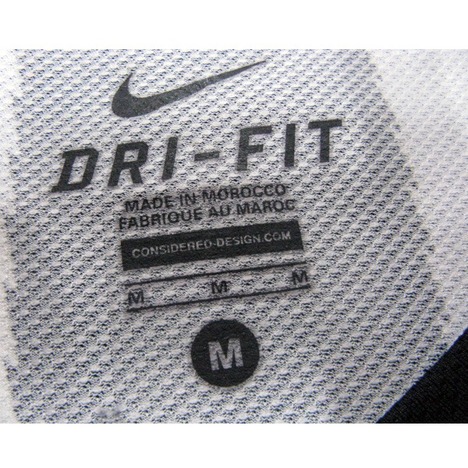 DRI-FIT
MADE IN MOROCCO
FABRIQUE AU MAROC
CONSIDERED-DESIGN.COM
M M M
M